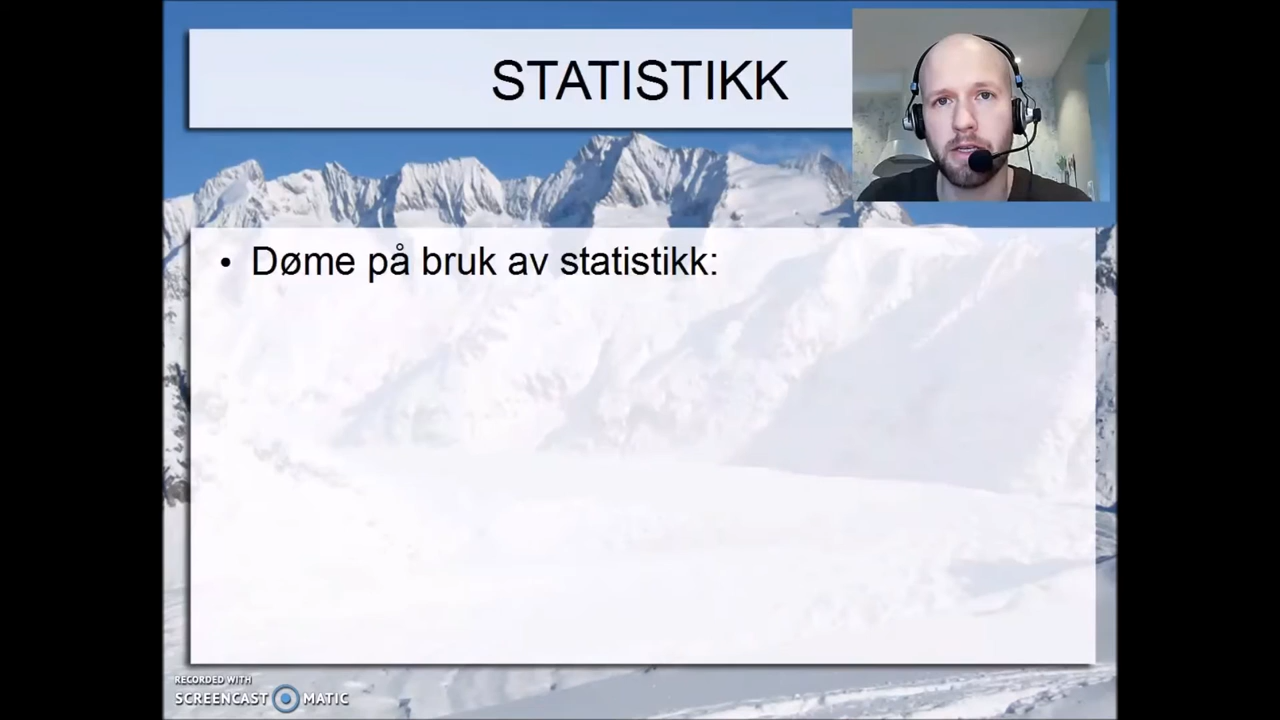 STATISTIKK
• Døme på bruk av statistikk:
RECORDED WITH
SCREENCAST MATIC